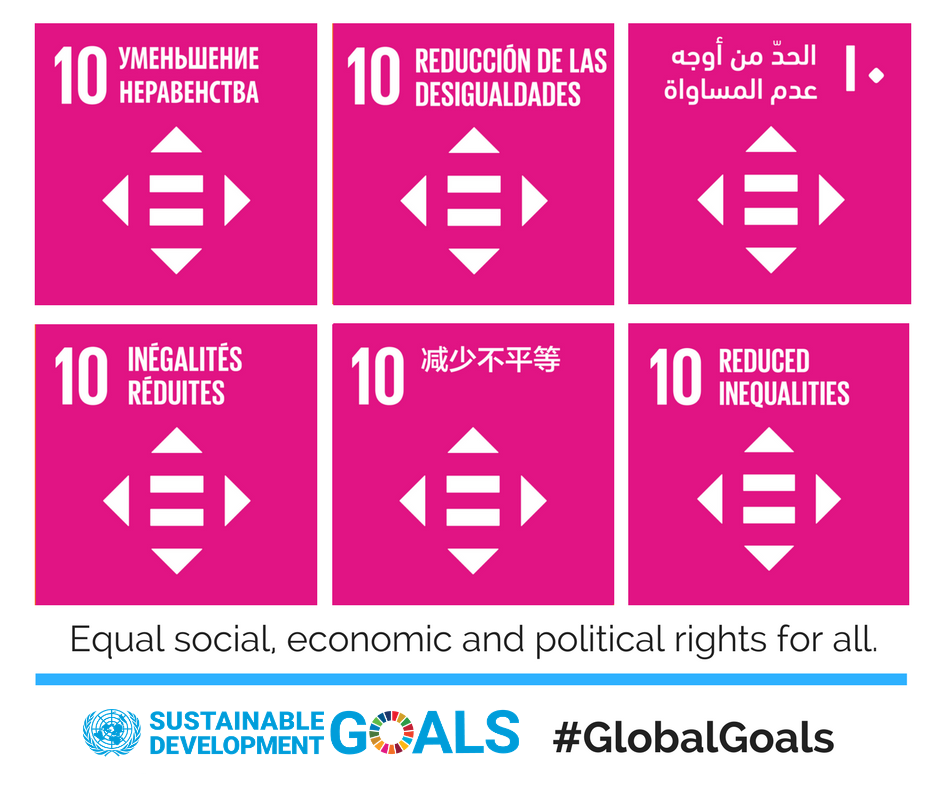 10 УМЕНЬШЕНИЕ
НЕРАВЕНСТВА
10 REDUCCIÓN DE LAS
DESIGUALDADES
١٠ الحدّ من أوجه
عدم المساواة
10 INÉGALITÉS
RÉDUITES
10 减少不平等
10 REDUCED
INEQUALITIES
Equal social, economic and political rights for all.
SUSTAINABLE
DEVELOPMENT
GOALS
#GlobalGoals